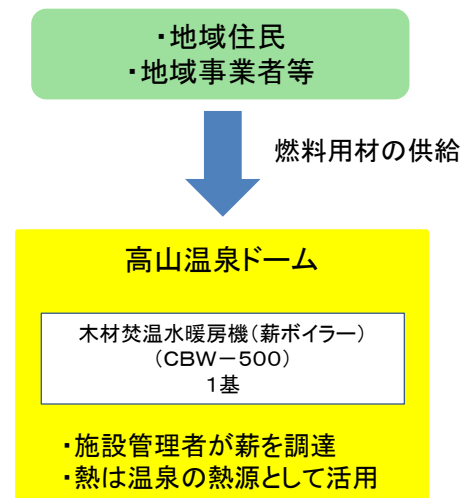 ・地域住民
・地域事業者等
燃料用材の供給
高山温泉ドーム
木材焚温水暖房機(薪ボイラー)
(CBW－500)
1基
・施設管理者が薪を調達
・熱は温泉の熱源として活用